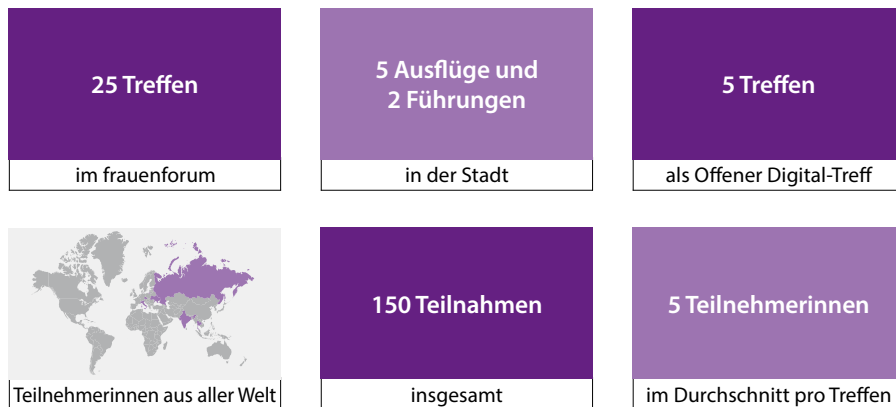 25 Treffen
im frauenforum
5 Ausflüge und
2 Führungen
in der Stadt
5 Treffen
als Offener Digital-Treff
Teilnehmerinnen aus aller Welt
150 Teilnahmen
insgesamt
5 Teilnehmerinnen
im Durchschnitt pro Treffen